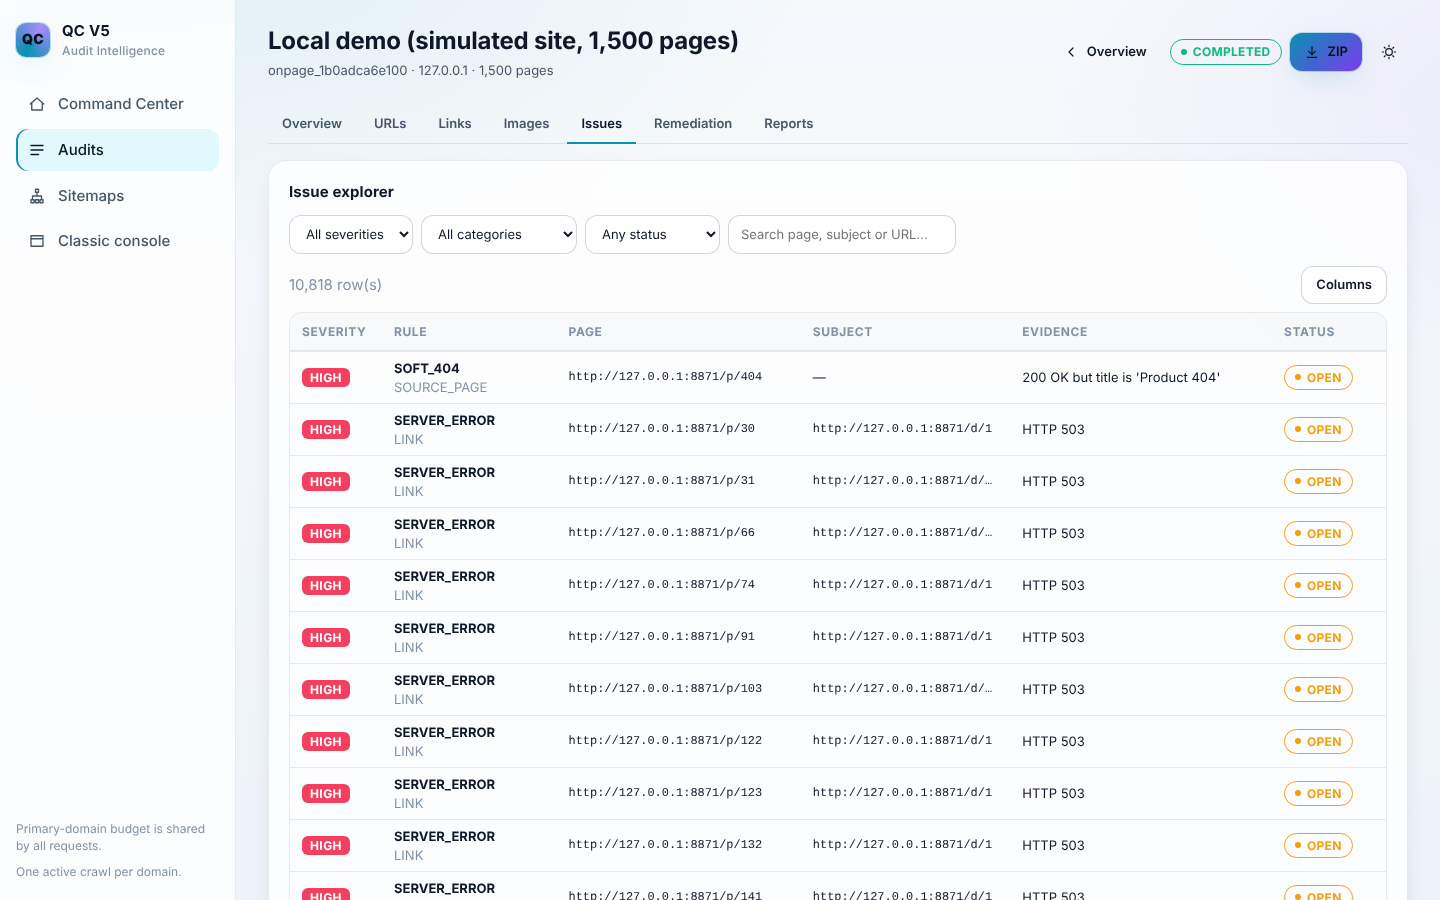 QC
QC V5
Audit Intelligence
Command Center
Audits
Sitemaps
Classic console
Primary-domain budget is shared
by all requests.
One active crawl per domain.
Local demo (simulated site, 1,500 pages)
onpage_1b0adca6e100 · 127.0.0.1 · 1,500 pages
Overview
COMPLETED
ZIP
Overview URLs Links Images Issues Remediation Reports
Issue explorer
All severities All categories Any status Search page, subject or URL...
10,818 row(s)
Columns
SEVERITY RULE PAGE SUBJECT EVIDENCE STATUS
HIGH SOFT_404 http://127.0.0.1:8871/p/404 — 200 OK but title is 'Product 404' OPEN
SOURCE_PAGE
HIGH SERVER_ERROR http://127.0.0.1:8871/p/30 http://127.0.0.1:8871/d/1 HTTP 503 OPEN
LINK
HIGH SERVER_ERROR http://127.0.0.1:8871/p/31 http://127.0.0.1:8871/d/… HTTP 503 OPEN
LINK
HIGH SERVER_ERROR http://127.0.0.1:8871/p/66 http://127.0.0.1:8871/d/… HTTP 503 OPEN
LINK
HIGH SERVER_ERROR http://127.0.0.1:8871/p/74 http://127.0.0.1:8871/d/1 HTTP 503 OPEN
LINK
HIGH SERVER_ERROR http://127.0.0.1:8871/p/91 http://127.0.0.1:8871/d/1 HTTP 503 OPEN
LINK
HIGH SERVER_ERROR http://127.0.0.1:8871/p/103 http://127.0.0.1:8871/d/… HTTP 503 OPEN
LINK
HIGH SERVER_ERROR http://127.0.0.1:8871/p/122 http://127.0.0.1:8871/d/1 HTTP 503 OPEN
LINK
HIGH SERVER_ERROR http://127.0.0.1:8871/p/123 http://127.0.0.1:8871/d/1 HTTP 503 OPEN
LINK
HIGH SERVER_ERROR http://127.0.0.1:8871/p/132 http://127.0.0.1:8871/d/1 HTTP 503 OPEN
LINK
HIGH SERVER_ERROR http://127.0.0.1:8871/p/141 http://127.0.0.1:8871/d/1 HTTP 503 OPEN